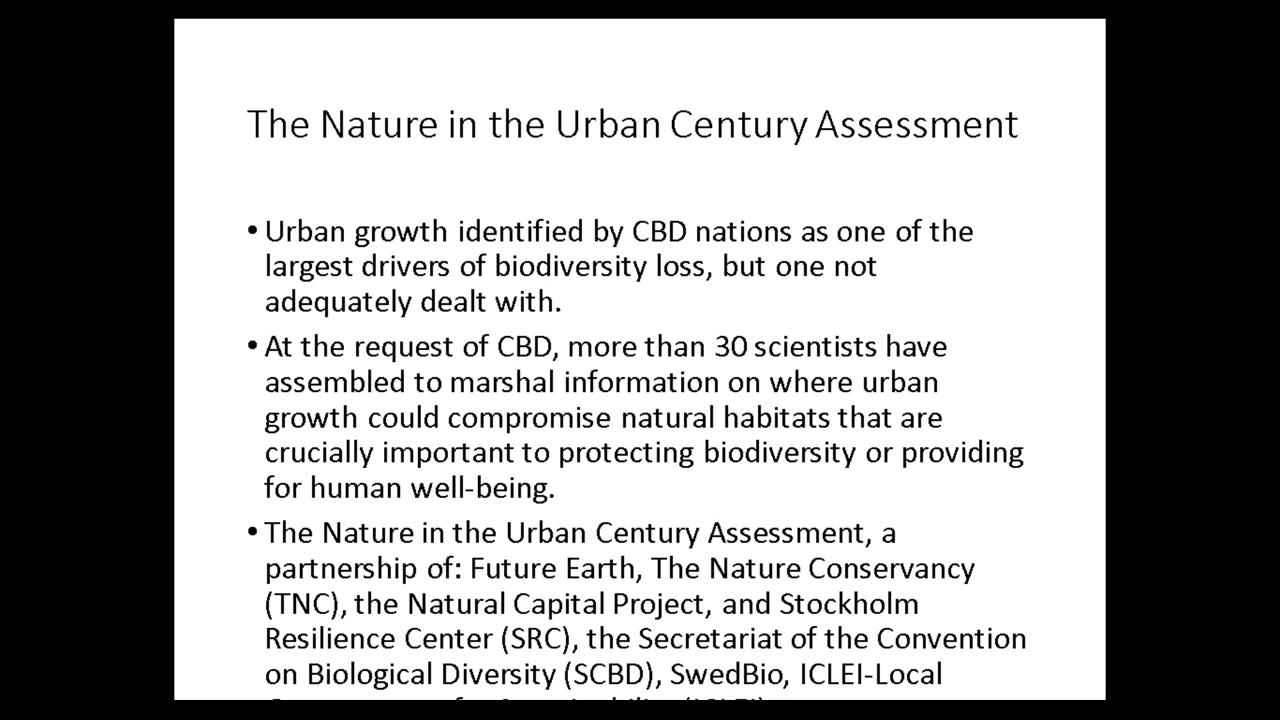 The Nature in the Urban Century Assessment
• Urban growth identified by CBD nations as one of the
largest drivers of biodiversity loss, but one not
adequately dealt with.
• At the request of CBD, more than 30 scientists have
assembled to marshal information on where urban
growth could compromise natural habitats that are
crucially important to protecting biodiversity or providing
for human well-being.
• The Nature in the Urban Century Assessment, a
partnership of: Future Earth, The Nature Conservancy
(TNC), the Natural Capital Project, and Stockholm
Resilience Center (SRC), the Secretariat of the Convention
on Biological Diversity (SCBD), SwedBio, ICLEI-Local